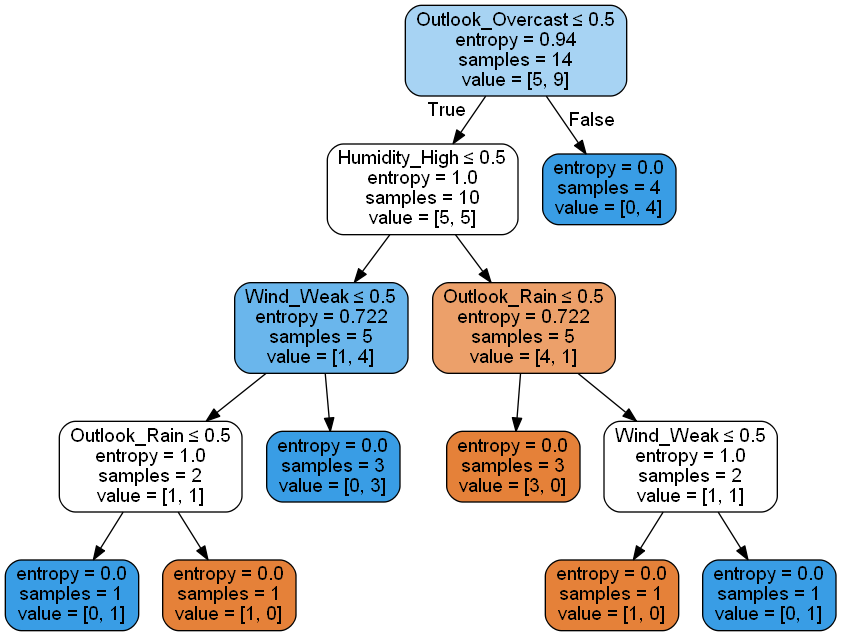 Outlook_Overcast ≤ 0.5
entropy = 0.94
samples = 14
value = [5, 9]
True
False
Humidity_High ≤ 0.5
entropy = 1.0
samples = 10
value = [5, 5]
entropy = 0.0
samples = 4
value = [0, 4]
Wind_Weak ≤ 0.5
entropy = 0.722
samples = 5
value = [1, 4]
Outlook_Rain ≤ 0.5
entropy = 0.722
samples = 5
value = [4, 1]
Outlook_Rain ≤ 0.5
entropy = 1.0
samples = 2
value = [1, 1]
entropy = 0.0
samples = 3
value = [0, 3]
entropy = 0.0
samples = 3
value = [3, 0]
Wind_Weak ≤ 0.5
entropy = 1.0
samples = 2
value = [1, 1]
entropy = 0.0
samples = 1
value = [0, 1]
entropy = 0.0
samples = 1
value = [1, 0]
entropy = 0.0
samples = 1
value = [1, 0]
entropy = 0.0
samples = 1
value = [0, 1]